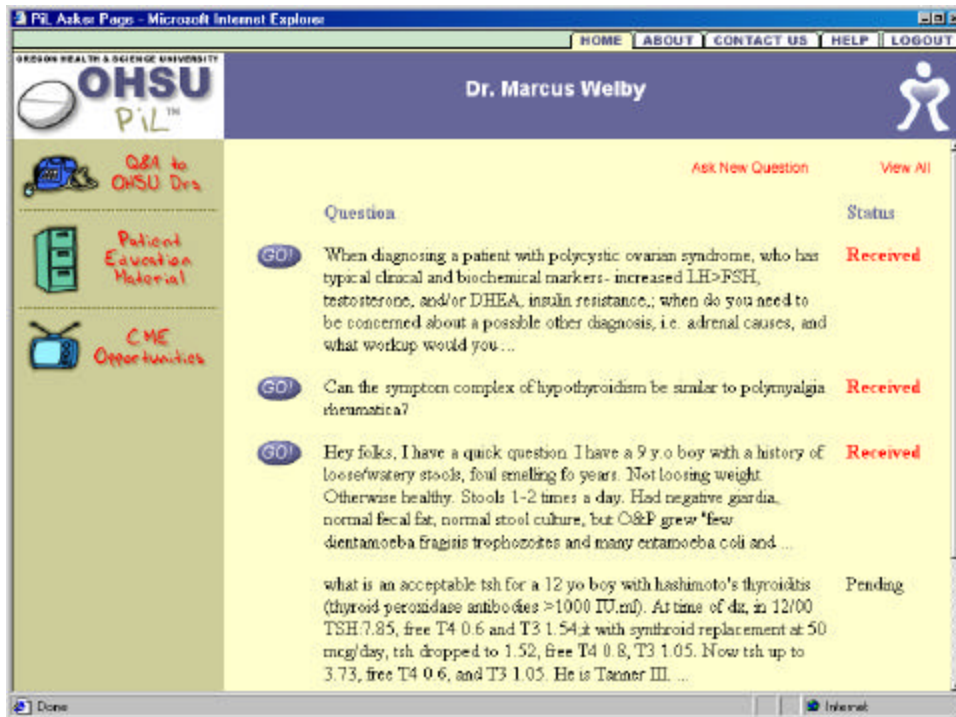 PiL Asker Page - Microsoft Internet Explorer
HOME ABOUT CONTACT US HELP LOGOUT
OREGON HEALTH & SCIENCE UNIVERSITY
OHSU
PiL™
Dr. Marcus Welby
Q&A to
OHSU Drs
Patient
Education
Material
CME
Opportunities
Ask New Question View All
Question Status
GO! When diagnosing a patient with polycystic ovarian syndrome, who has Received
typical clinical and biochemical markers- increased LH>FSH,
testosterone, and/or DHEA, insulin resistance,; when do you need to
be concerned about a possible other diagnosis, i.e. adrenal causes, and
what workup would you ...
GO! Can the symptom complex of hypothyroidism be similar to polymyalgia Received
rheumatica?
GO! Hey folks, I have a quick question. I have a 9 y.o boy with a history of Received
loose/watery stools, foul smelling fo years. Not loosing weight.
Otherwise healthy. Stools 1-2 times a day. Had negative giardia,
normal fecal fat, normal stool culture, but O&P grew "few
dientamoeba fragisis trophozoites and many entamoeba coli and ...
what is an acceptable tsh for a 12 yo boy with hashimoto's thyroiditis Pending
(thyroid peroxidase antibodies >1000 IU.ml). At time of dx, in 12/00
TSH:7.85, free T4 0.6 and T3 1.54;it with synthroid replacement at 50
mcg/day, tsh dropped to 1.52, free T4 0.8, T3 1.05. Now tsh up to
3.73, free T4 0.6, and T3 1.05. He is Tanner III. ...
Done Internet